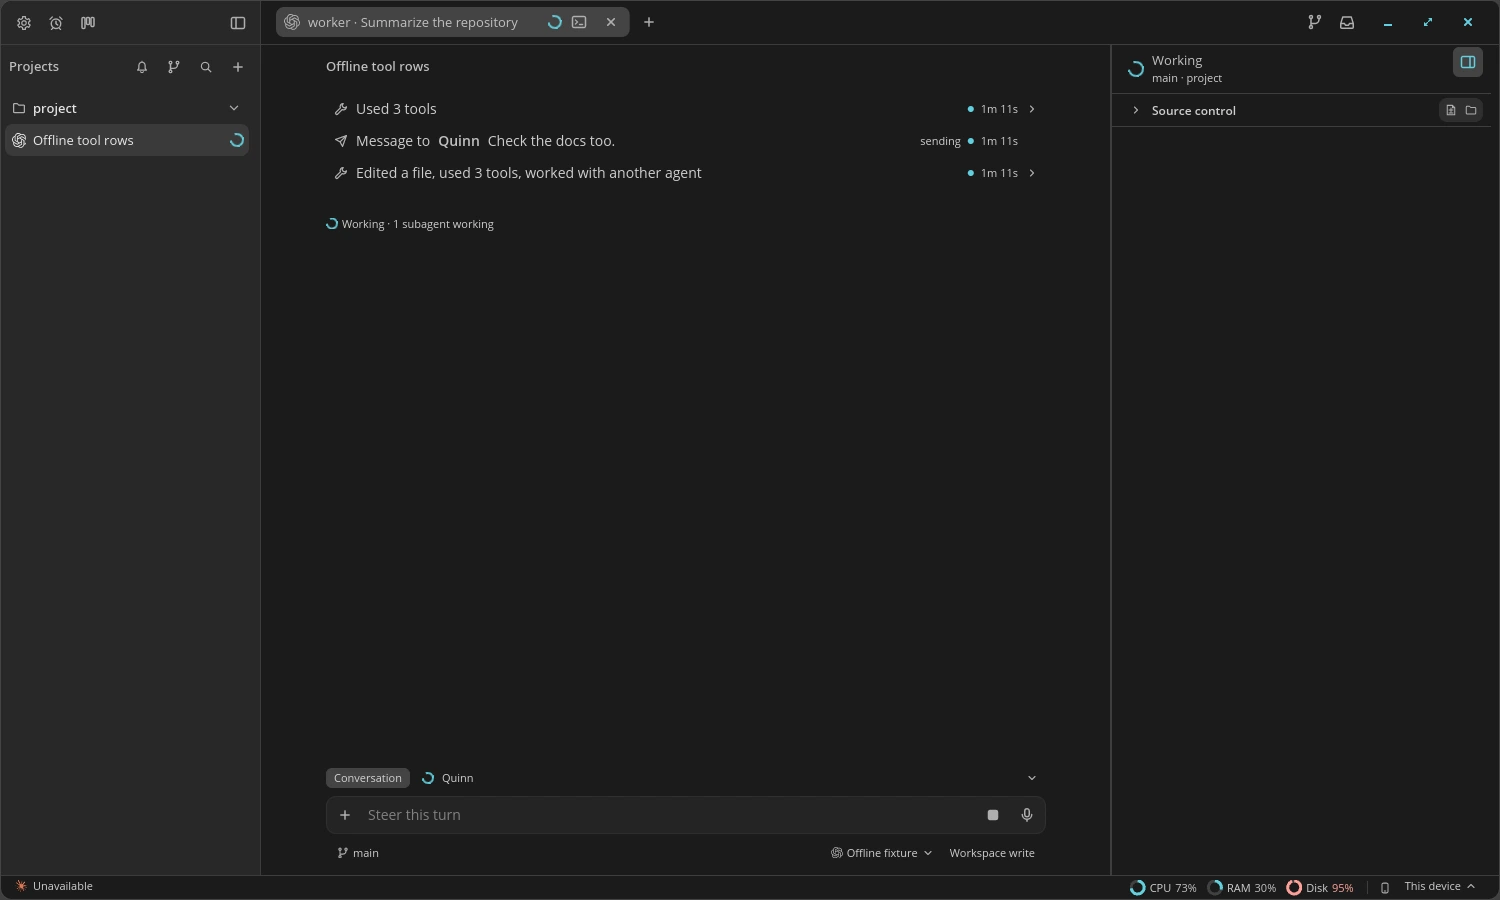 worker · Summarize the repository
Projects
project
Offline tool rows
Offline tool rows
Used 3 tools 1m 11s
Message to Quinn Check the docs too. sending 1m 11s
Edited a file, used 3 tools, worked with another agent 1m 11s
Working · 1 subagent working
Conversation Quinn
Steer this turn
main Offline fixture Workspace write
Working
main · project
Source control
Unavailable CPU 73% RAM 30% Disk 95% This device